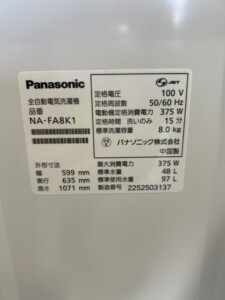 Panasonic
全自動電気洗濯機
品番
NA-FA8K1
外形寸法
幅 599 mm
奥行 635 mm
高さ 1071 mm
JET
定格電圧 100 V
定格周波数 50/60 Hz
電動機定格消費電力 375 W
定格時間 洗いのみ 15 分
標準洗濯容量 8.0 kg
パナソニック株式会社
中国製
最大消費電力 375 W
標準水量 48 L
標準使用水量 97 L
製造番号 2252503137